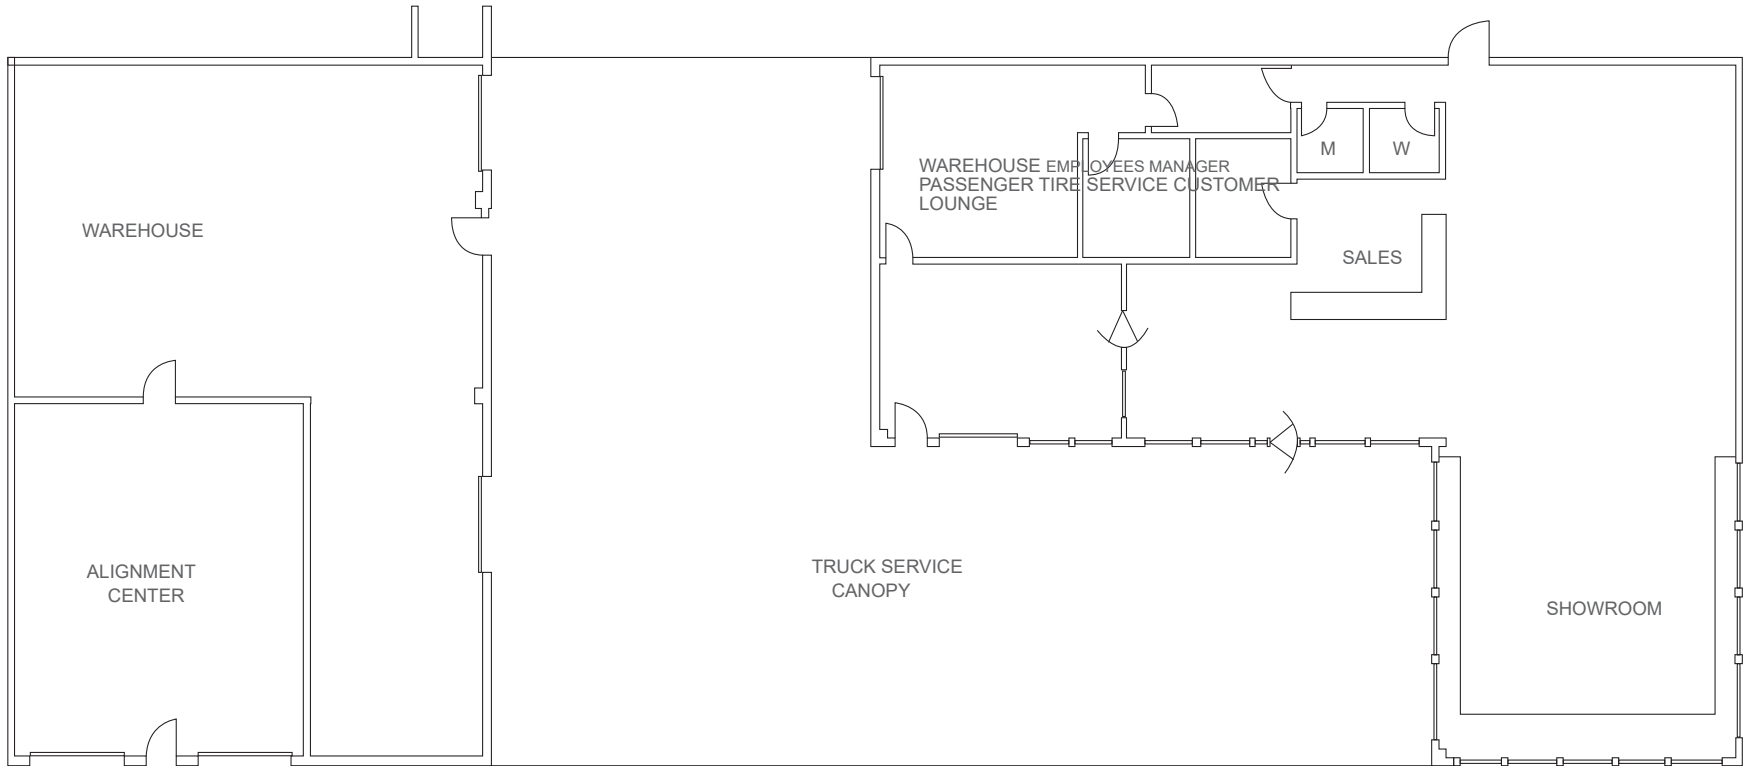 M
W
WAREHOUSE EMPLOYEES MANAGER
PASSENGER TIRE SERVICE CUSTOMER
LOUNGE
WAREHOUSE
SALES
TRUCK SERVICE
CANOPY
ALIGNMENT
CENTER
SHOWROOM